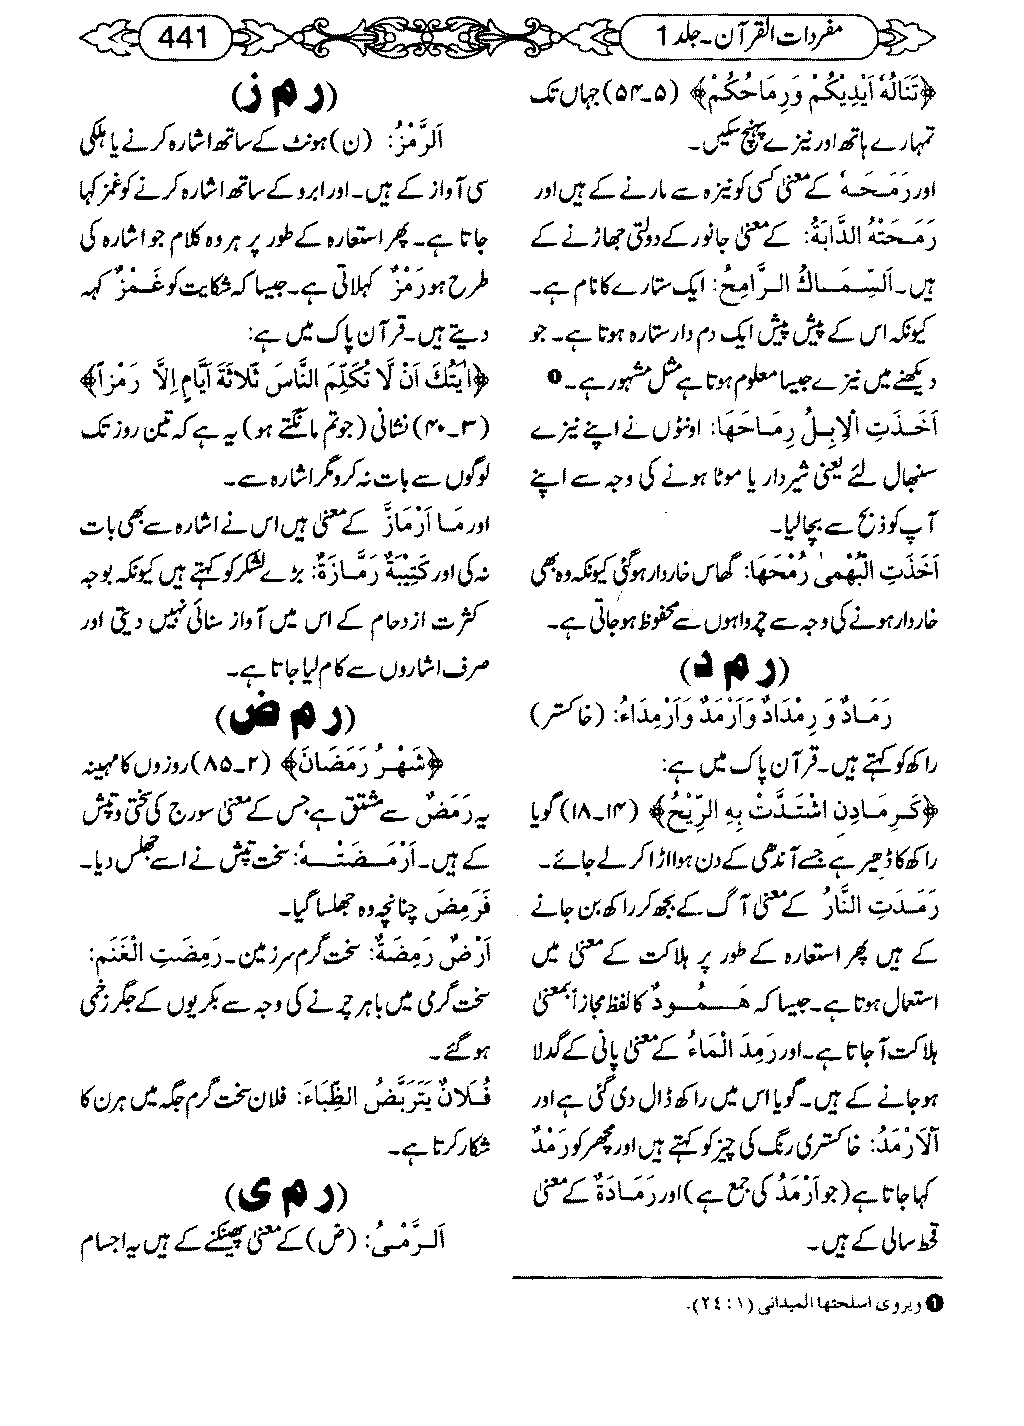 مفردات القرآن۔جلد 1
441
﴿تَنَالُهٗ اَیْدِیْکُمْ وَرِمَاحُکُمْ﴾ (۵۔۵۴) جہاں تک
تمہارے ہاتھ اور نیزے پہنچ سکیں۔
اور رَمَحَهٗ کے معنیٰ کسی کو نیزہ سے مارنے کے ہیں اور
رَمَحَتْهُ الدَّابَةُ: کے معنیٰ جانور کے دولتی جھاڑنے کے
ہیں۔ اَلسِّمَاكُ الرَّامِحُ: ایک ستارے کا نام ہے۔
کیونکہ اس کے پیش پیش ایک دم دار ستارہ ہوتا ہے۔ جو
دیکھنے میں نیزے جیسا معلوم ہوتا ہے مثل مشہور ہے۔❶
اَخَذَتِ الْاِبِلُ رِمَاحَهَا: اونٹوں نے اپنے نیزے
سنبھال لئے یعنی شیردار یا موٹا ہونے کی وجہ سے اپنے
آپ کو ذبح سے بچالیا۔
اَخَذَتِ الْبُهْمٰی رُمْحَهَا: گھاس خاردار ہوگئی کیونکہ وہ بھی
خاردار ہونے کی وجہ سے چرواہوں سے محفوظ ہوجاتی ہے۔
(ر م د)
رَمَادٌ وَ رِمْدَادٌ وَاَرْمَدٌ وَاَرْمِدَاءُ: (خاکستر)
راکھ کو کہتے ہیں۔ قرآن پاک میں ہے:
﴿کَرَمَادِنِ اشْتَدَّتْ بِهِ الرِّیْحُ﴾ (۱۴۔۱۸) گویا
راکھ کا ڈھیر ہے جسے آندھی کے دن ہوا اڑا کر لے جائے۔
رَمَدَتِ النَّارُ کے معنیٰ آگ کے بجھ کر راکھ بن جانے
کے ہیں پھر استعارہ کے طور پر ہلاکت کے معنیٰ میں
استعمال ہوتا ہے۔ جیسا کہ هَمُودٌ کا لفظ مجازاً بمعنیٰ
ہلاکت آجاتا ہے۔ اور رَمِدَ الْمَاءُ کے معنیٰ پانی کے گدلا
ہوجانے کے ہیں۔ گویا اس میں راکھ ڈال دی گئی ہے اور
اَلْاَرْمَدُ: خاکستری رنگ کی چیز کو کہتے ہیں اور مچھر کو رَمْدٌ
کہا جاتا ہے (جو اَرْمَدُ کی جمع ہے) اور رَمَادَةٌ کے معنیٰ
قحط سالی کے ہیں۔
❶ ویروی اسلحتها المیدانی (۱ : ٢٤).
(ر م ز)
اَلرَّمْزُ: (ن) ہونٹ کے ساتھ اشارہ کرنے یا ہلکی
سی آواز کے ہیں۔ اور ابرو کے ساتھ اشارہ کرنے کو غمز کہا
جاتا ہے۔ پھر استعارہ کے طور پر ہر وہ کلام جو اشارہ کی
طرح ہو رَمْزٌ کہلاتی ہے۔ جیسا کہ شکایت کو غَمْزٌ کہہ
دیتے ہیں۔ قرآن پاک میں ہے:
﴿اٰیَتُكَ اَنْ لَّا تُکَلِّمَ النَّاسَ ثَلَاثَةَ اَیَّامٍ اِلَّا رَمْزاً﴾
(۳۔۴۰) نشانی (جو تم مانگتے ہو) یہ ہے کہ تین روز تک
لوگوں سے بات نہ کروگر اشارہ سے۔
اور مَا اَرْمَازَّ کے معنیٰ ہیں اس نے اشارہ سے بھی بات
نہ کی اور کَتِیْبَةٌ رَمَّازَةٌ: بڑے لشکر کو کہتے ہیں کیونکہ بوجہ
کثرت ازدحام کے اس میں آواز سنائی نہیں دیتی اور
صرف اشاروں سے کام لیا جاتا ہے۔
(ر م ض)
﴿شَهْرُ رَمَضَانَ﴾ (۲۔۸۵) روزوں کا مہینہ
یہ رَمَضٌ سے مشتق ہے جس کے معنیٰ سورج کی سختی و تپش
کے ہیں۔ اَرْمَضَتْهُ: سخت تپش نے اسے جھلس دیا۔
فَرَمِضَ چنانچہ وہ جھلسا گیا۔
اَرْضٌ رَمِضَةٌ: سخت گرم سرزمین۔ رَمِضَتِ الْغَنَمُ:
سخت گرمی میں باہر چرنے کی وجہ سے بکریوں کے جگر زخمی
ہوگئے۔
فُلَانٌ یَتَرَبَّضُ الظِّبَاءَ: فلان سخت گرم جگہ میں ہرن کا
شکار کرتا ہے۔
(ر م ی)
اَلرَّمْیُ: (ض) کے معنیٰ پھینکنے کے ہیں یہ اجسام